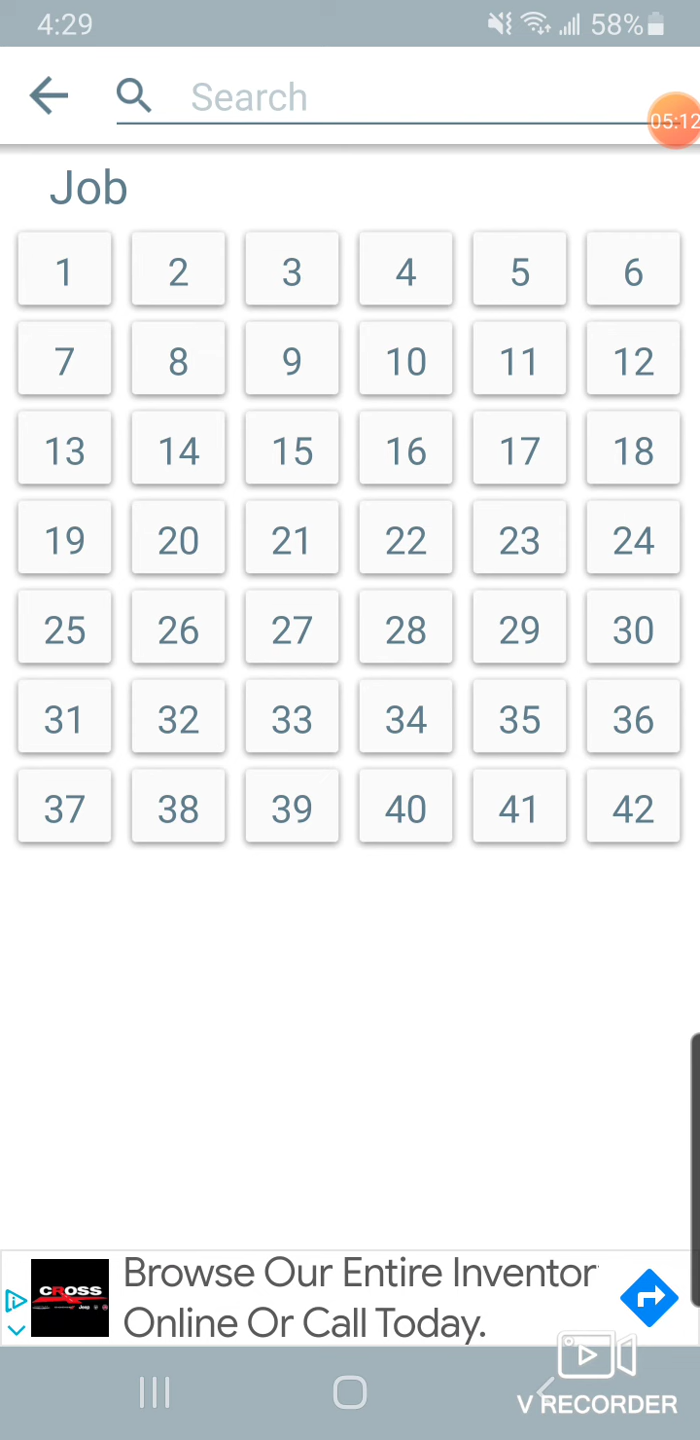 4:29 58%
Search
05:12
Job
1 2 3 4 5 6
7 8 9 10 11 12
13 14 15 16 17 18
19 20 21 22 23 24
25 26 27 28 29 30
31 32 33 34 35 36
37 38 39 40 41 42
CROSS
Jeep
Browse Our Entire Inventor
Online Or Call Today.
V RECORDER